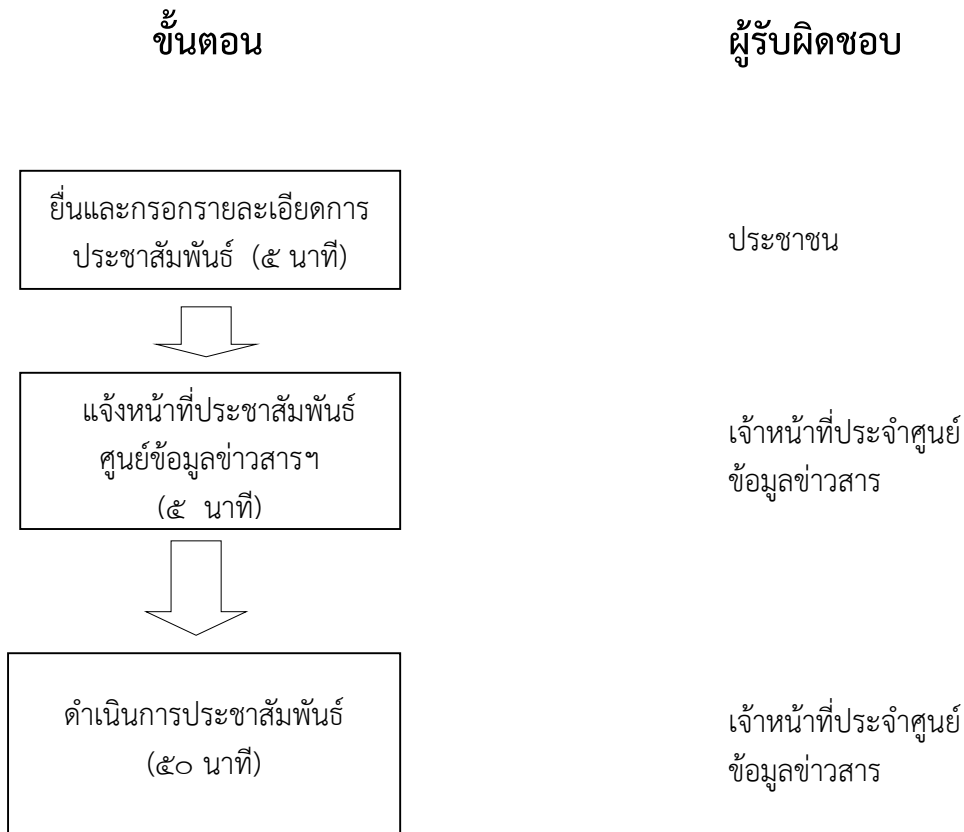 ขั้นตอน
ผู้รับผิดชอบ
ยื่นและกรอกรายละเอียดการ
ประชาสัมพันธ์ (๕ นาที)
ประชาชน
แจ้งหน้าที่ประชาสัมพันธ์
ศูนย์ข้อมูลข่าวสารฯ
(๕ นาที)
เจ้าหน้าที่ประจำศูนย์
ข้อมูลข่าวสาร
ดำเนินการประชาสัมพันธ์
(๕๐ นาที)
เจ้าหน้าที่ประจำศูนย์
ข้อมูลข่าวสาร